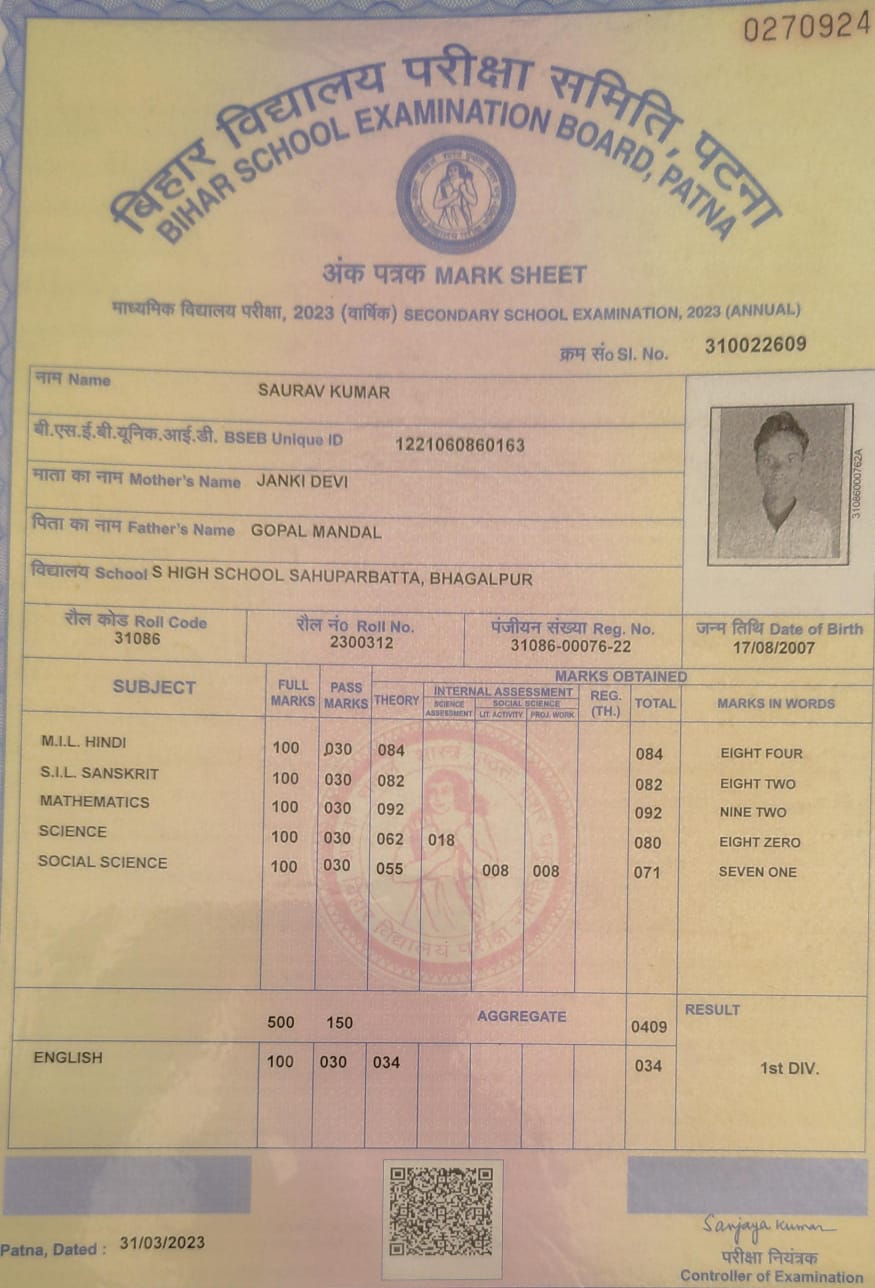 0270924
बिहार विद्यालय परीक्षा समिति, पटना
BIHAR SCHOOL EXAMINATION BOARD, PATNA
अंक पत्रक MARK SHEET
माध्यमिक विद्यालय परीक्षा, 2023 (वार्षिक) SECONDARY SCHOOL EXAMINATION, 2023 (ANNUAL)
क्रम सं० Sl. No. 310022609
नाम Name SAURAV KUMAR
बी.एस.ई.बी.यूनिक.आई.डी. BSEB Unique ID 1221060860163
माता का नाम Mother's Name JANKI DEVI
पिता का नाम Father's Name GOPAL MANDAL
विद्यालय School S HIGH SCHOOL SAHUPARBATTA, BHAGALPUR
31086000762A
रौल कोड Roll Code रौल नं० Roll No. पंजीयन संख्या Reg. No. जन्म तिथि Date of Birth
31086 2300312 31086-00076-22 17/08/2007
SUBJECT FULL MARKS PASS MARKS MARKS OBTAINED
THEORY INTERNAL ASSESSMENT REG. (TH.) TOTAL MARKS IN WORDS
SCIENCE ASSESSMENT SOCIAL SCIENCE
LIT. ACTIVITY PROJ. WORK
M.I.L. HINDI 100 030 084 084 EIGHT FOUR
S.I.L. SANSKRIT 100 030 082 082 EIGHT TWO
MATHEMATICS 100 030 092 092 NINE TWO
SCIENCE 100 030 062 018 080 EIGHT ZERO
SOCIAL SCIENCE 100 030 055 008 008 071 SEVEN ONE
500 150 AGGREGATE 0409 RESULT
ENGLISH 100 030 034 034 1st DIV.
Patna, Dated : 31/03/2023
Sanjaya Kumar
परीक्षा नियंत्रक
Controller of Examination